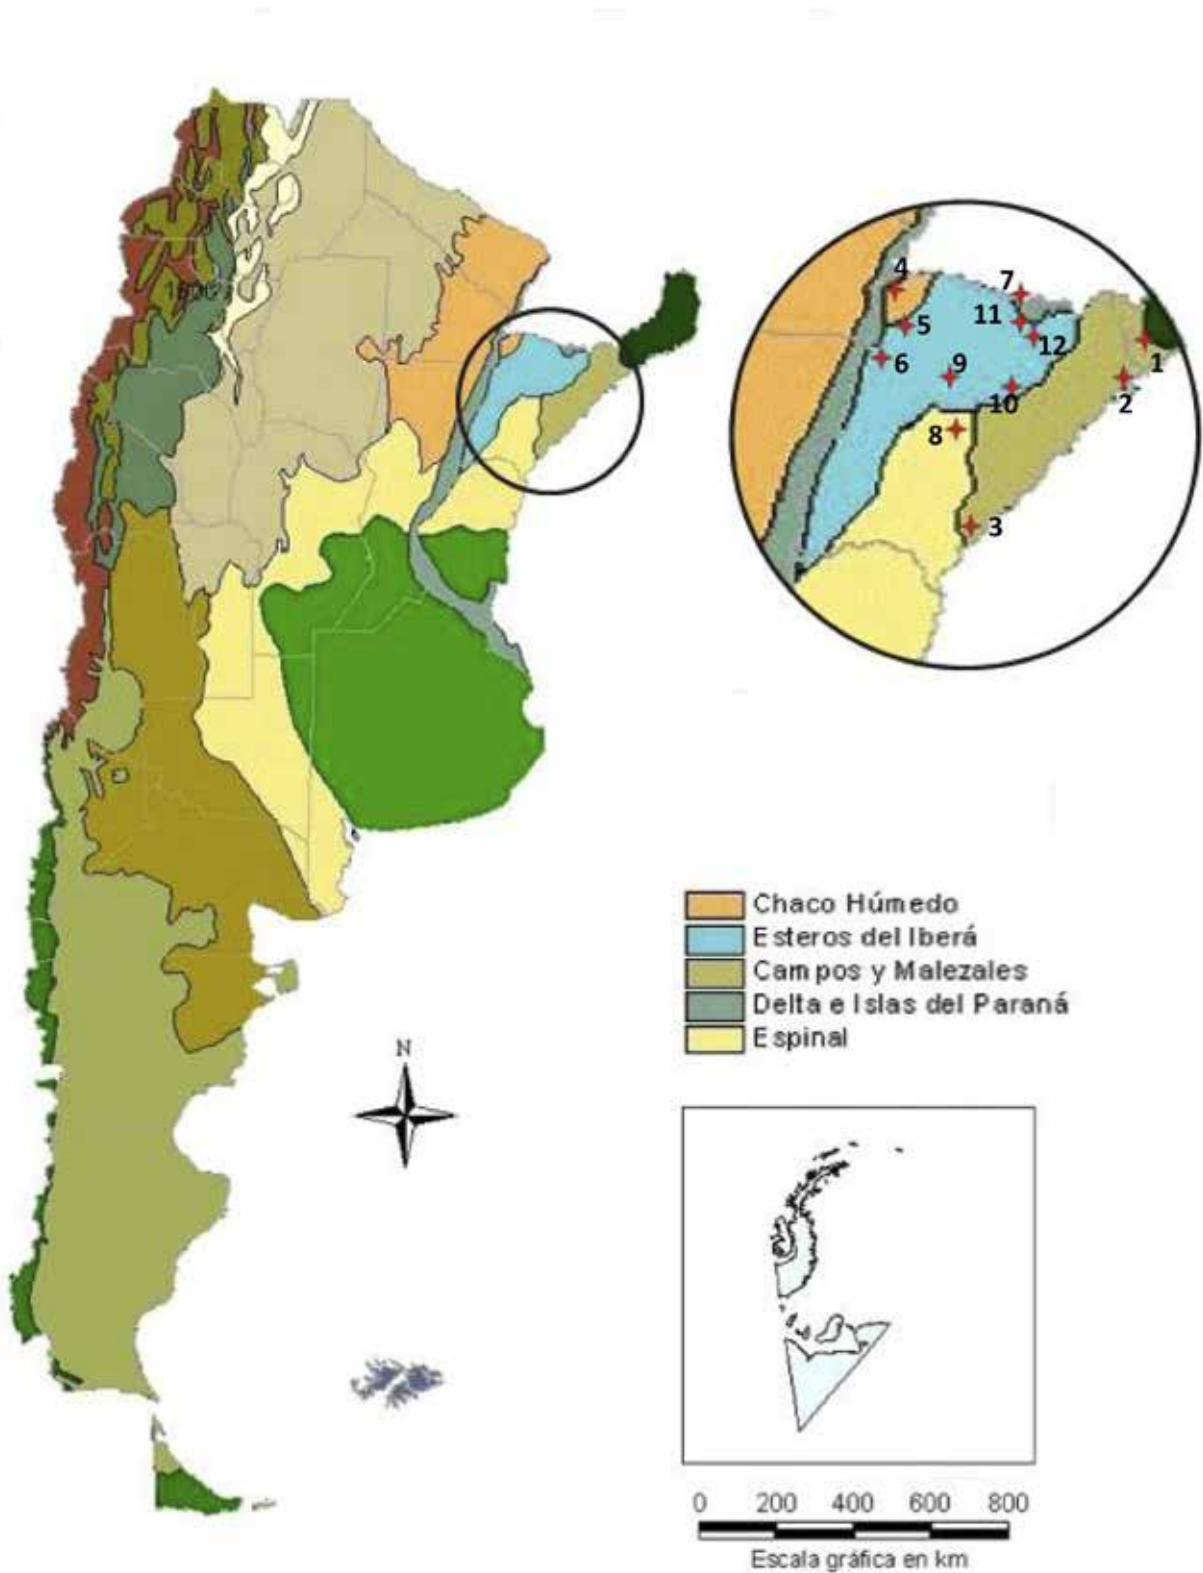 4
7
11
5
12
1
6
9
10
2
8
3
Chaco Húmedo
Esteros del Iberá
Campos y Malezales
Delta e Islas del Paraná
Espinal
N
0 200 400 600 800
Escala gráfica en km